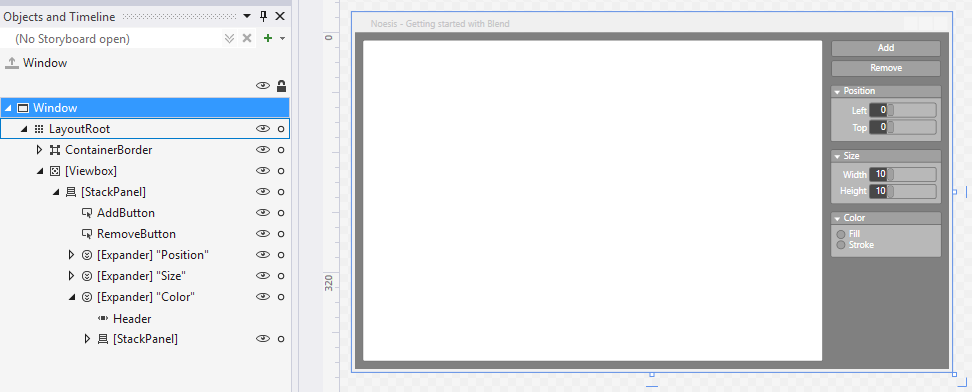 Objects and Timeline
(No Storyboard open)
Window
Window
LayoutRoot
ContainerBorder
[Viewbox]
[StackPanel]
AddButton
RemoveButton
[Expander] "Position"
[Expander] "Size"
[Expander] "Color"
Header
[StackPanel]
0
320
Noesis - Getting started with Blend
Add
Remove
Position
Left 0
Top 0
Size
Width 10
Height 10
Color
Fill
Stroke